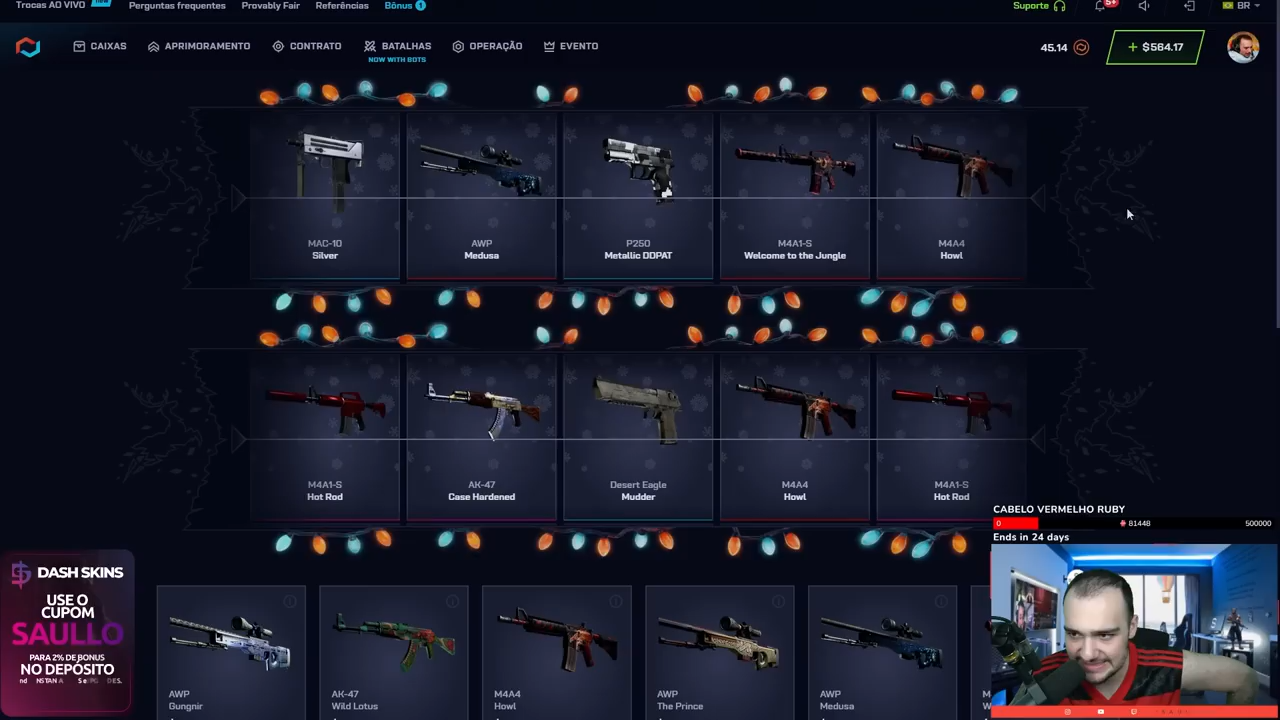 Trocas AO VIVO
Perguntas frequentes
Provably Fair
Referências
Bônus 1
Suporte
5+
BR
CAIXAS
APRIMORAMENTO
CONTRATO
BATALHAS
NOW WITH BOTS
OPERAÇÃO
EVENTO
45.14
+ $564.17
MAC-10
Silver
AWP
Medusa
P250
Metallic DDPAT
M4A1-S
Welcome to the Jungle
M4A4
Howl
M4A1-S
Hot Rod
AK-47
Case Hardened
Desert Eagle
Mudder
M4A4
Howl
M4A1-S
Hot Rod
CABELO VERMELHO RUBY
0
81448
500000
Ends in 24 days
DASH SKINS
USE O
CUPOM
SAULLO
PARA 2% DE BONUS
NO DEPÓSITO
AWP
Gungnir
AK-47
Wild Lotus
M4A4
Howl
AWP
The Prince
AWP
Medusa